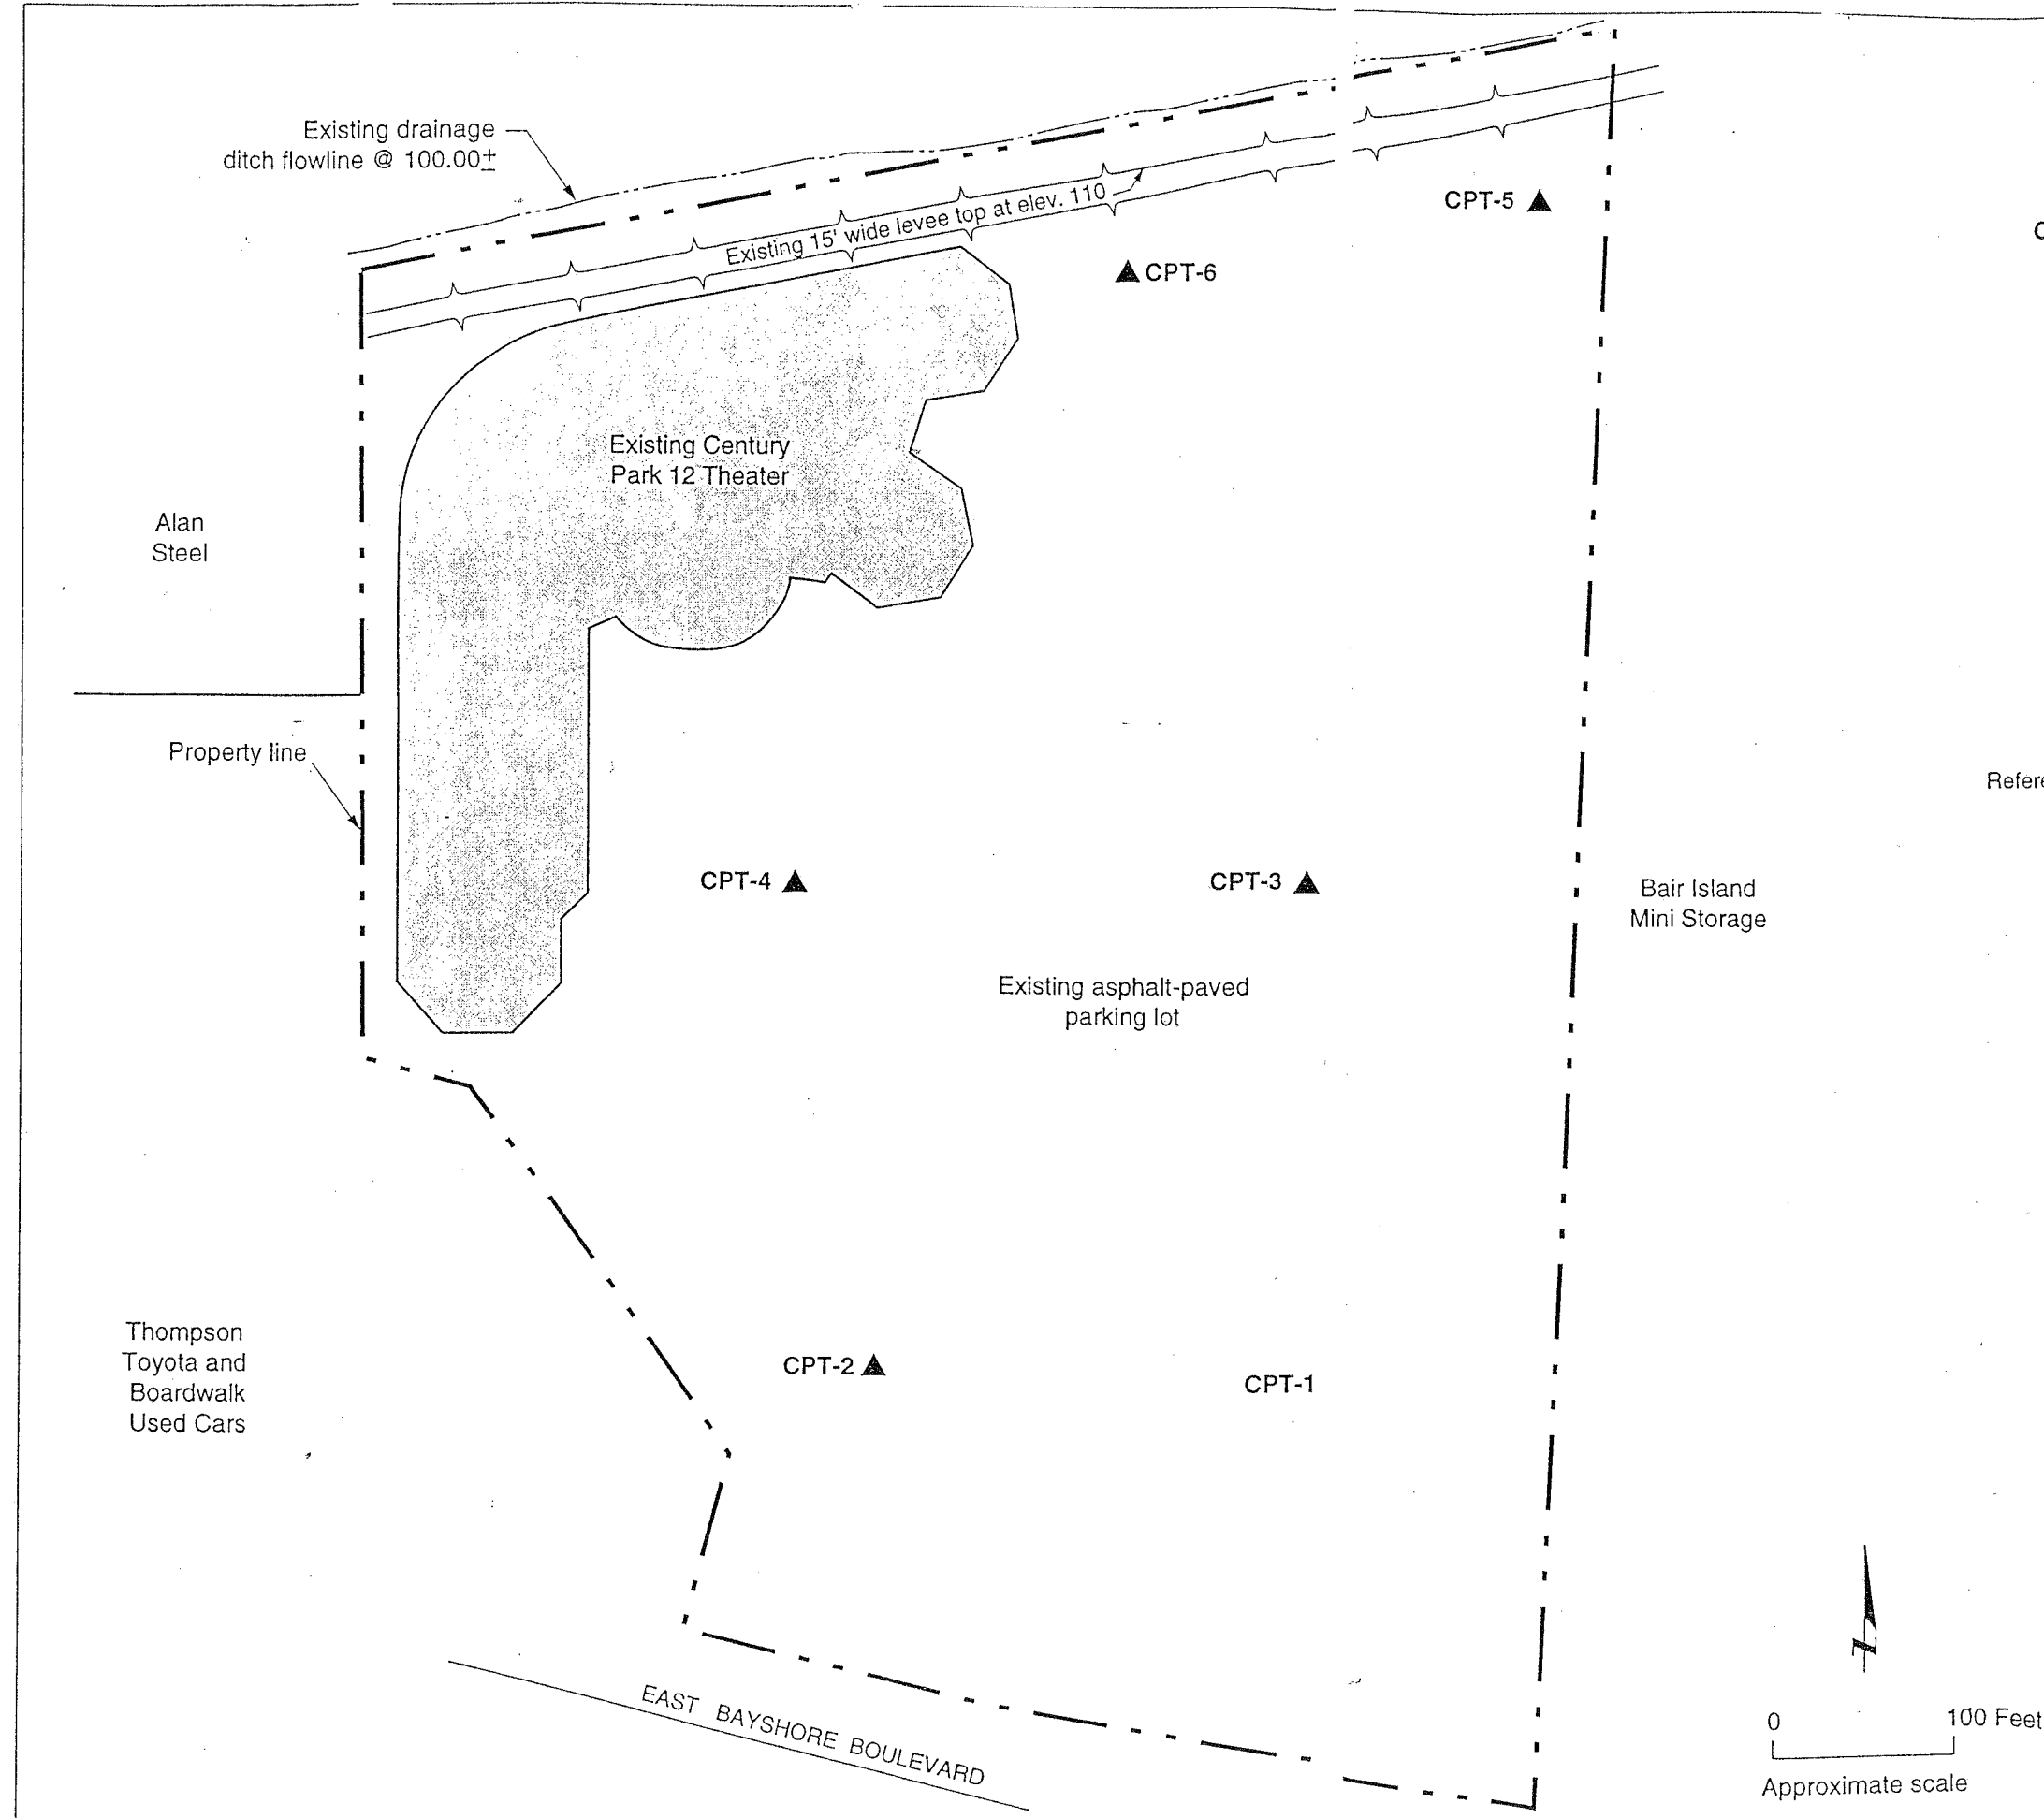 Existing drainage
ditch flowline @ 100.00±
Existing 15' wide levee top at elev. 110
CPT-5
CPT-6
Existing Century
Park 12 Theater
Alan
Steel
Property line
Refere
CPT-4
CPT-3
Bair Island
Mini Storage
Existing asphalt-paved
parking lot
Thompson
Toyota and
Boardwalk
Used Cars
CPT-2
CPT-1
EAST BAYSHORE BOULEVARD
Z
0 100 Feet
Approximate scale